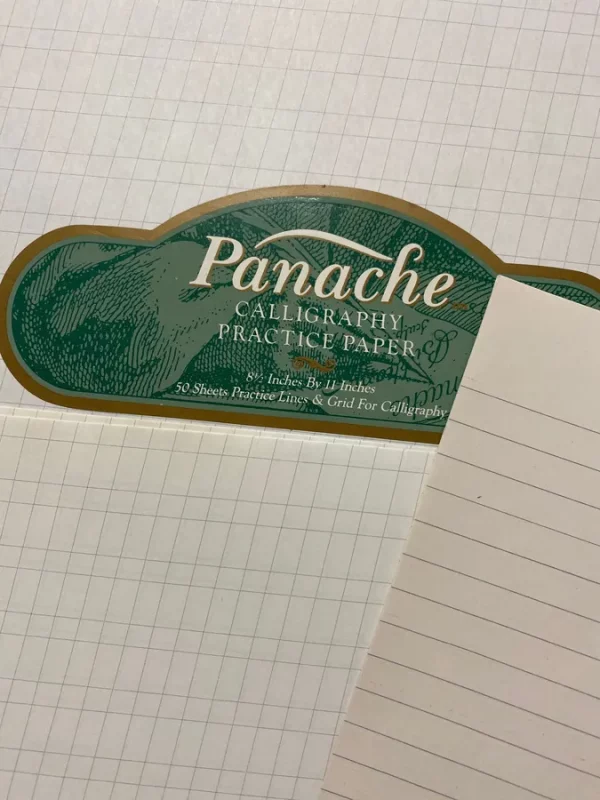 Panache
CALLIGRAPHY
PRACTICE PAPER
8½ Inches By 11 Inches
50 Sheets Practice Lines & Grid For Calligraphy